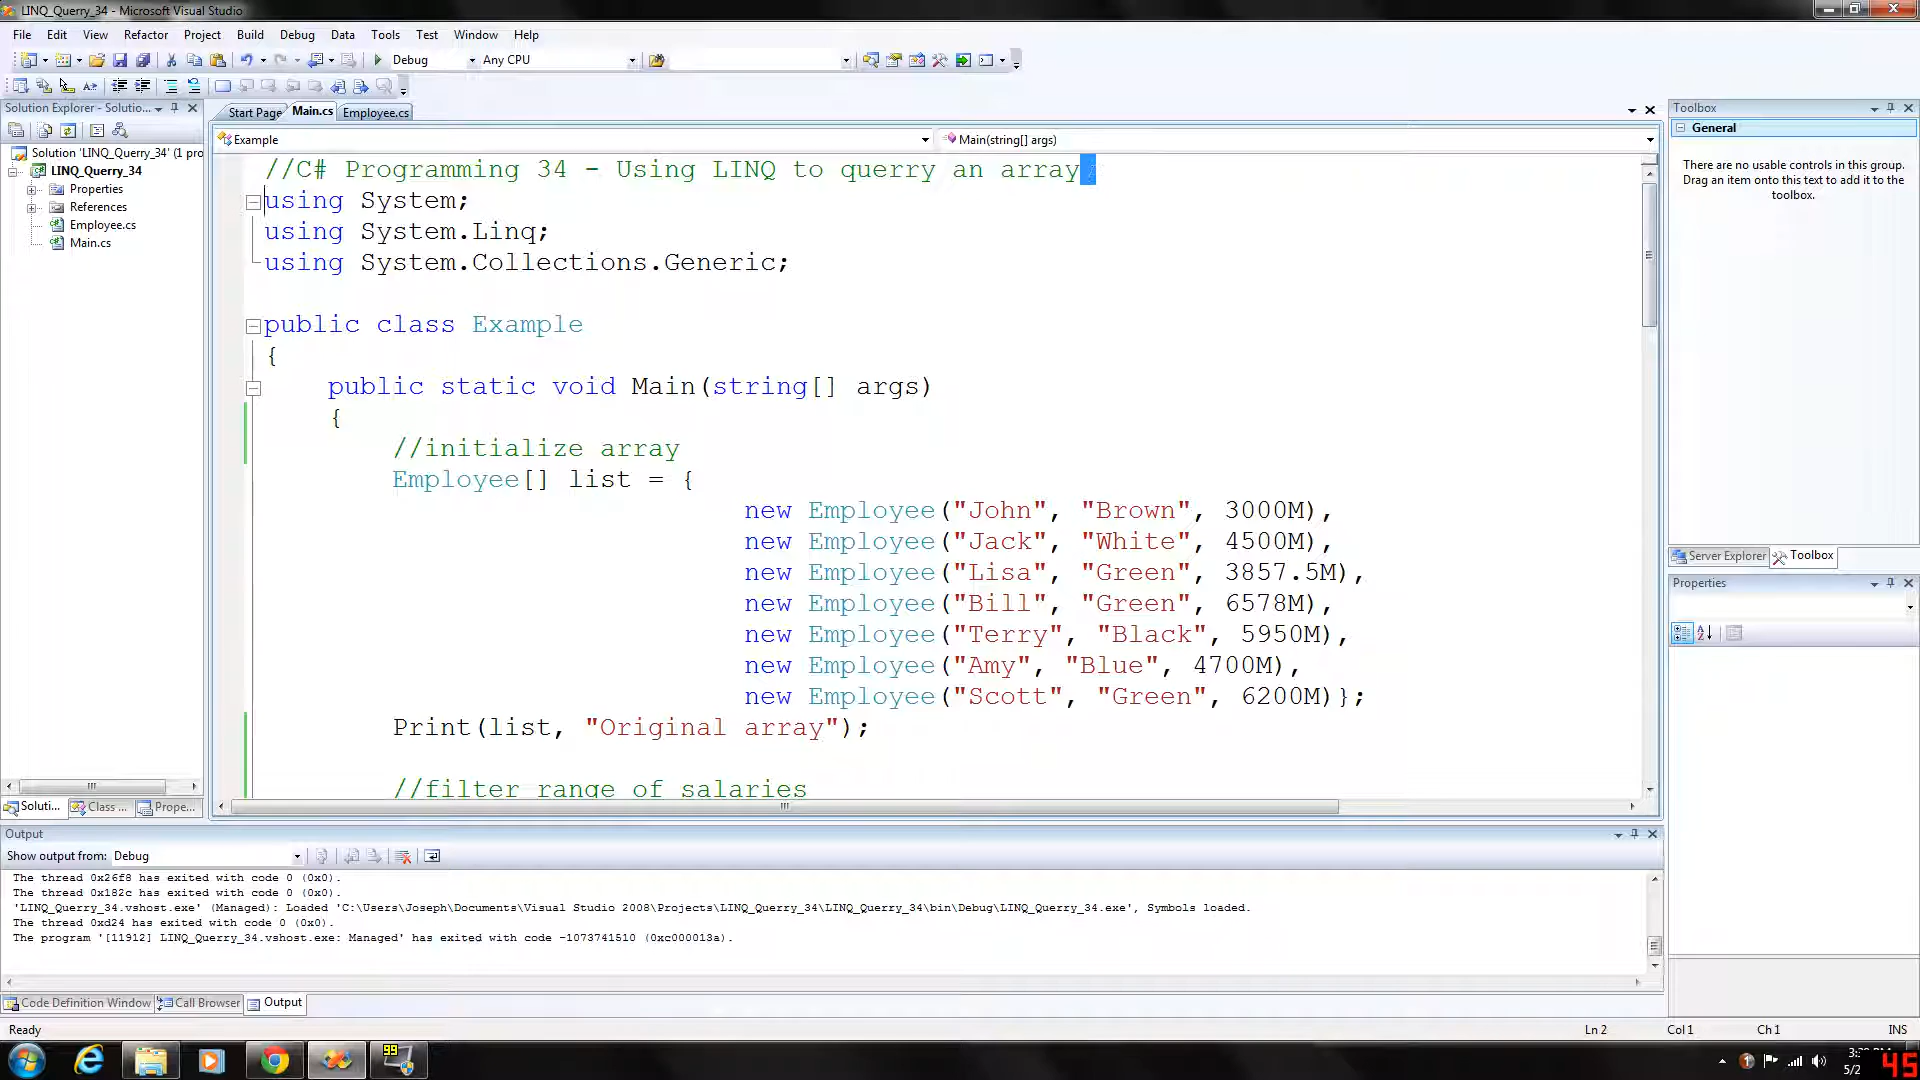 LINQ_Querry_34 - Microsoft Visual Studio
File Edit View Refactor Project Build Debug Data Tools Test Window Help
Debug Any CPU
Solution Explorer - Solutio...
Solution 'LINQ_Querry_34' (1 pro
LINQ_Querry_34
Properties
References
Employee.cs
Main.cs
Soluti... Class ... Prope...
Start Page Main.cs Employee.cs
Example Main(string[] args)
//C# Programming 34 - Using LINQ to querry an array
using System;
using System.Linq;
using System.Collections.Generic;
public class Example
{
public static void Main(string[] args)
{
//initialize array
Employee[] list = {
new Employee("John", "Brown", 3000M),
new Employee("Jack", "White", 4500M),
new Employee("Lisa", "Green", 3857.5M),
new Employee("Bill", "Green", 6578M),
new Employee("Terry", "Black", 5950M),
new Employee("Amy", "Blue", 4700M),
new Employee("Scott", "Green", 6200M)};
Print(list, "Original array");
//filter range of salaries
Toolbox
General
There are no usable controls in this group.
Drag an item onto this text to add it to the
toolbox.
Server Explorer Toolbox
Properties
Output
Show output from: Debug
The thread 0x26f8 has exited with code 0 (0x0).
The thread 0x182c has exited with code 0 (0x0).
'LINQ_Querry_34.vshost.exe' (Managed): Loaded 'C:\Users\Joseph\Documents\Visual Studio 2008\Projects\LINQ_Querry_34\LINQ_Querry_34\bin\Debug\LINQ_Querry_34.exe', Symbols loaded.
The thread 0xd24 has exited with code 0 (0x0).
The program '[11912] LINQ_Querry_34.vshost.exe: Managed' has exited with code -1073741510 (0xc000013a).
Code Definition Window Call Browser Output
Ready Ln 2 Col 1 Ch 1 INS
99
45